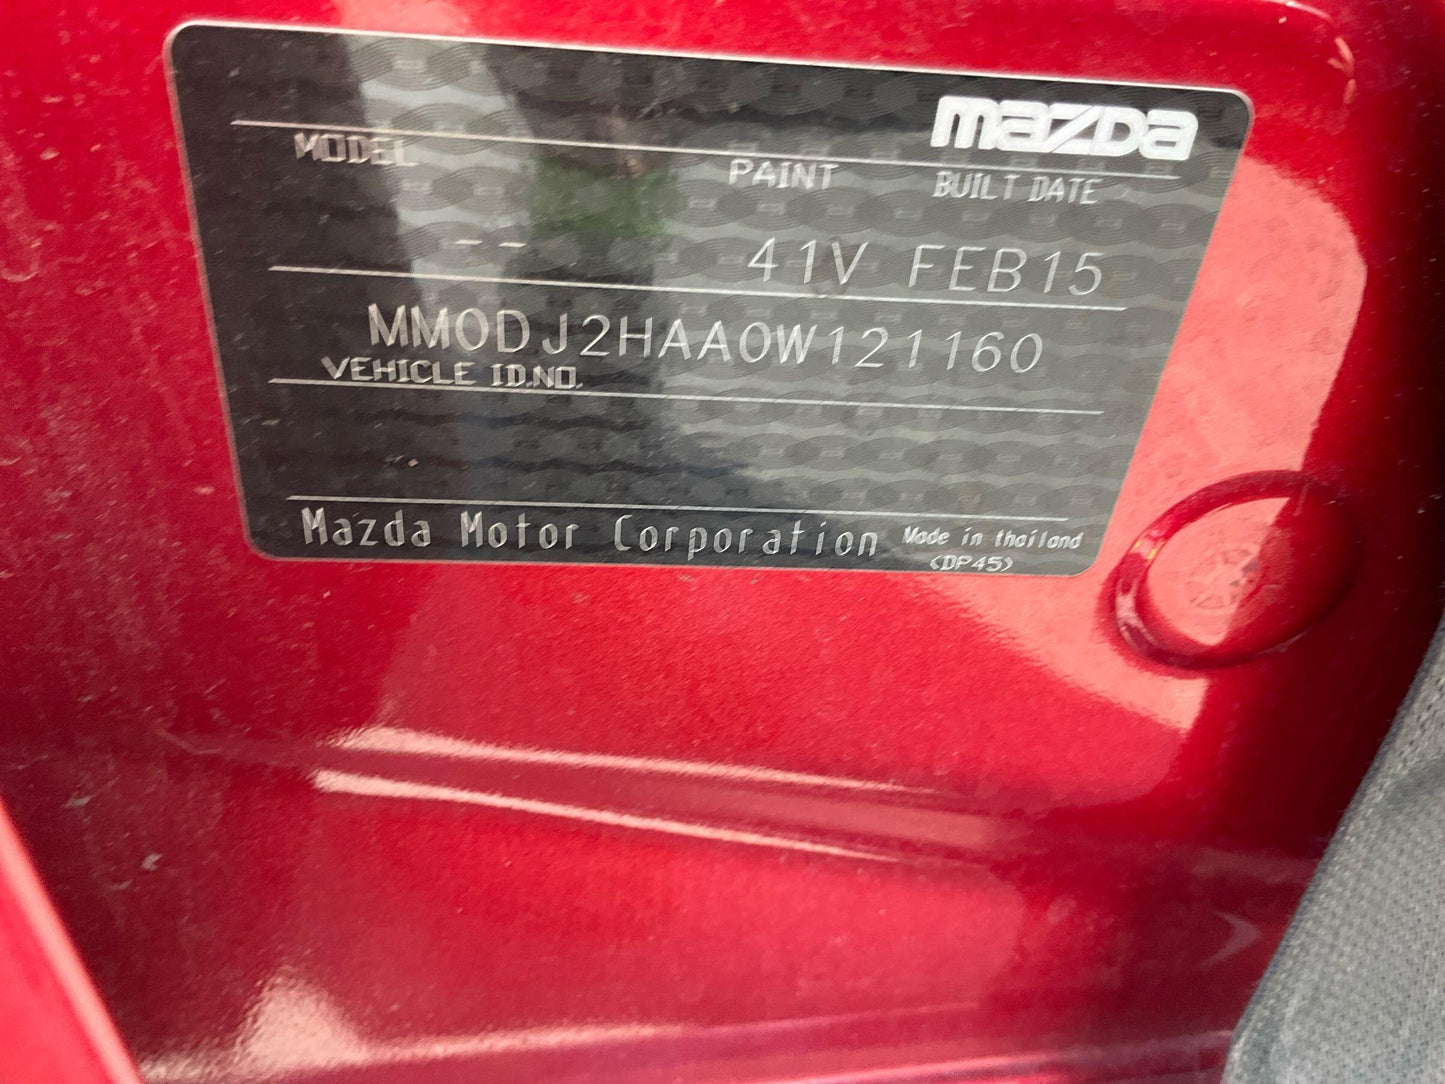 mazda
MODEL PAINT BUILT DATE
-- 41V FEB15
MM0DJ2HAA0W121160
VEHICLE ID.NO.
Mazda Motor Corporation Made in thailand
(DP45)